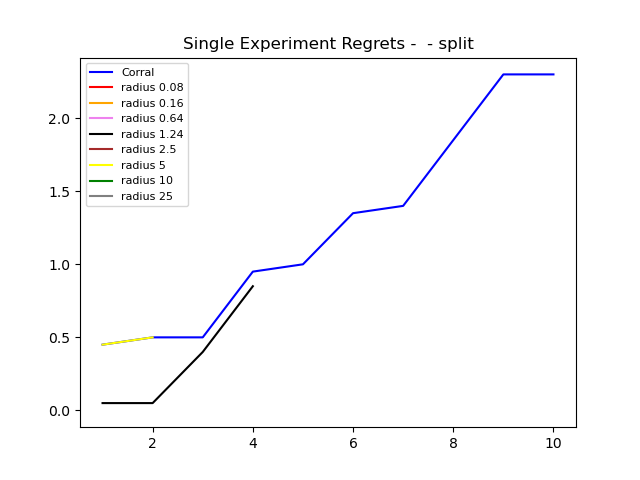 Single Experiment Regrets -  - split
Corral
radius 0.08
radius 0.16
radius 0.64
radius 1.24
radius 2.5
radius 5
radius 10
radius 25
2.0
1.5
1.0
0.5
0.0
2 4 6 8 10